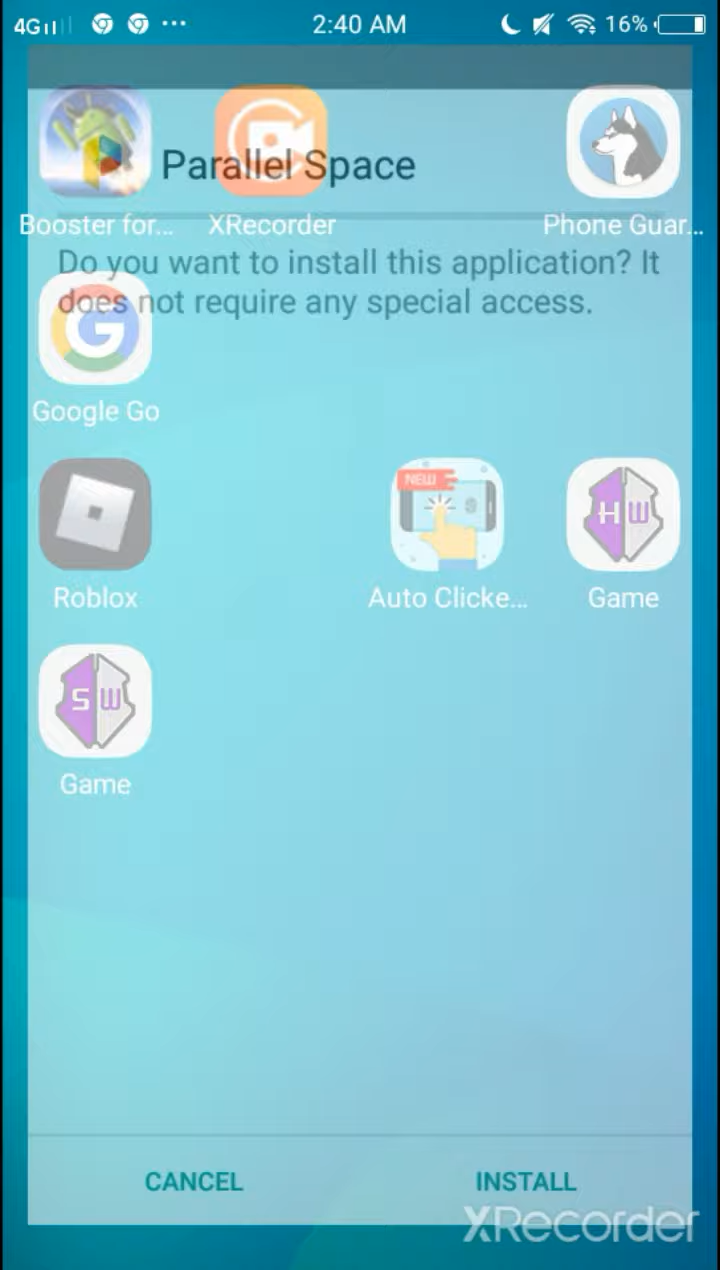 4G 2:40 AM 16%
Parallel Space
Booster for... XRecorder Phone Guar...
Do you want to install this application? It
does not require any special access.
G
Google Go
NEW
H W
Roblox Auto Clicke... Game
S W
Game
CANCEL INSTALL
XRecorder